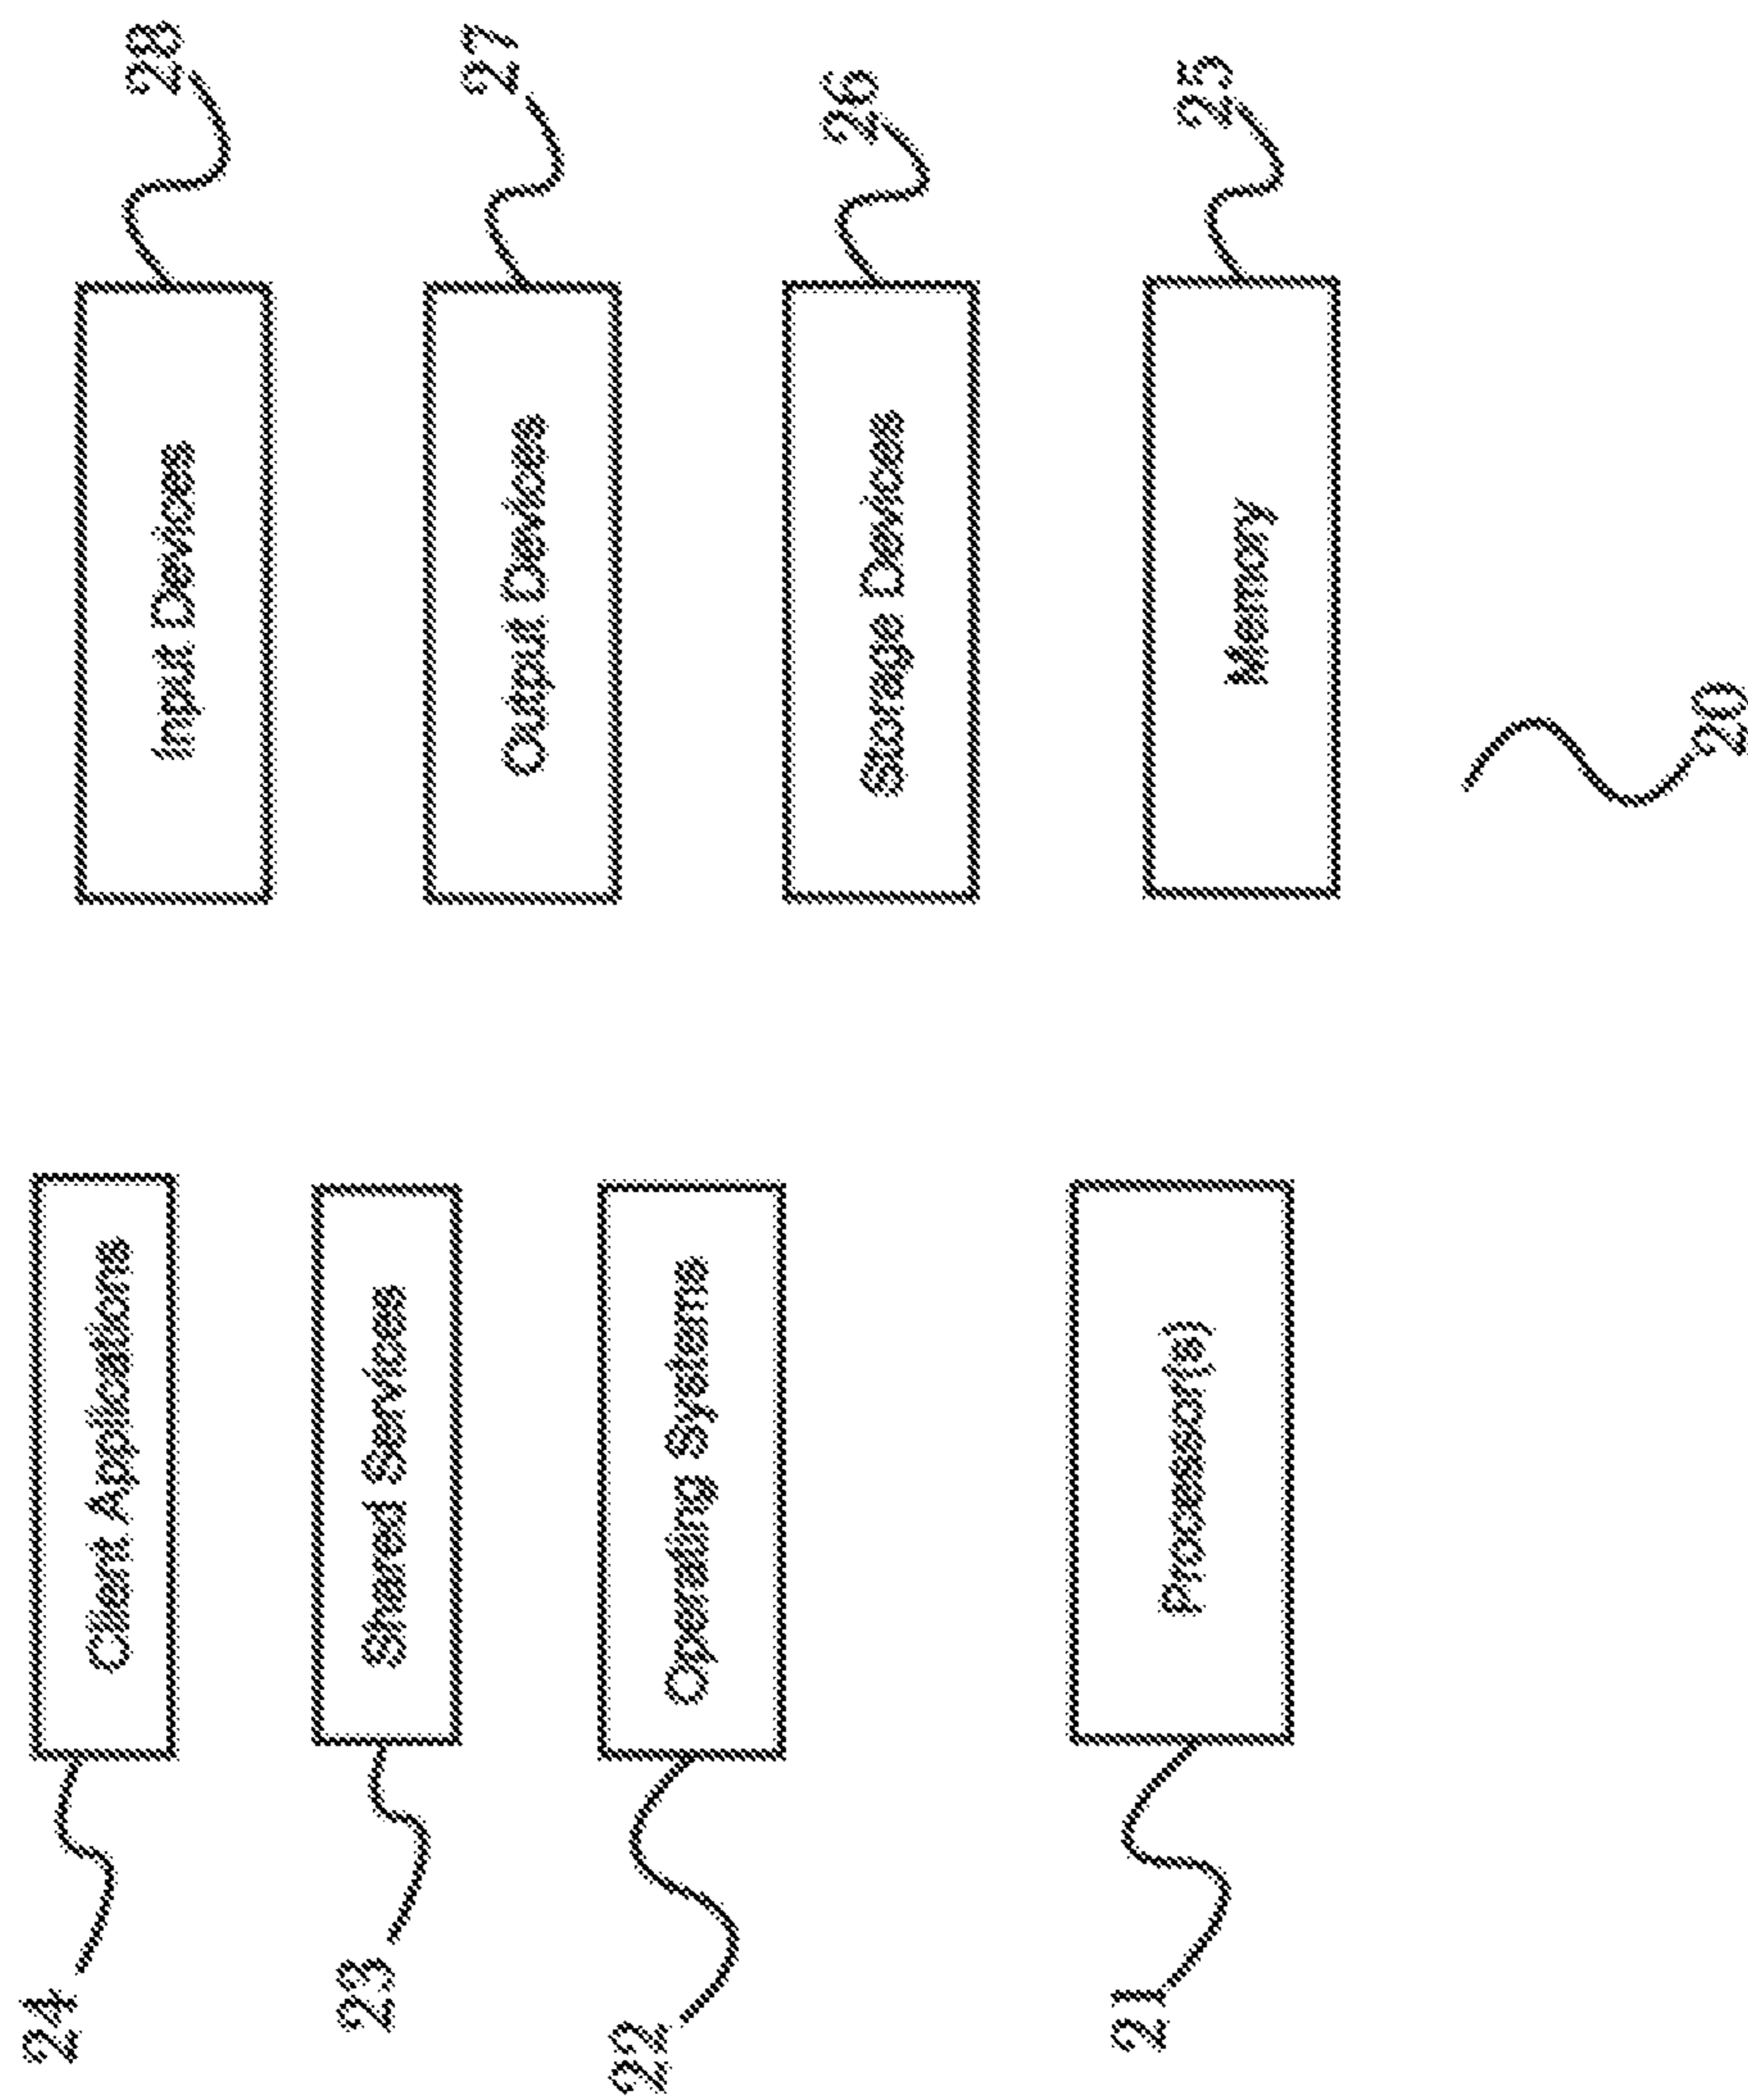 24
Client Applications
Input Devices
28
23
Shared Services
Output Devices
27
22
Operating Systems
Storage Devices
26
21
Processor(s)
Memory
25
20